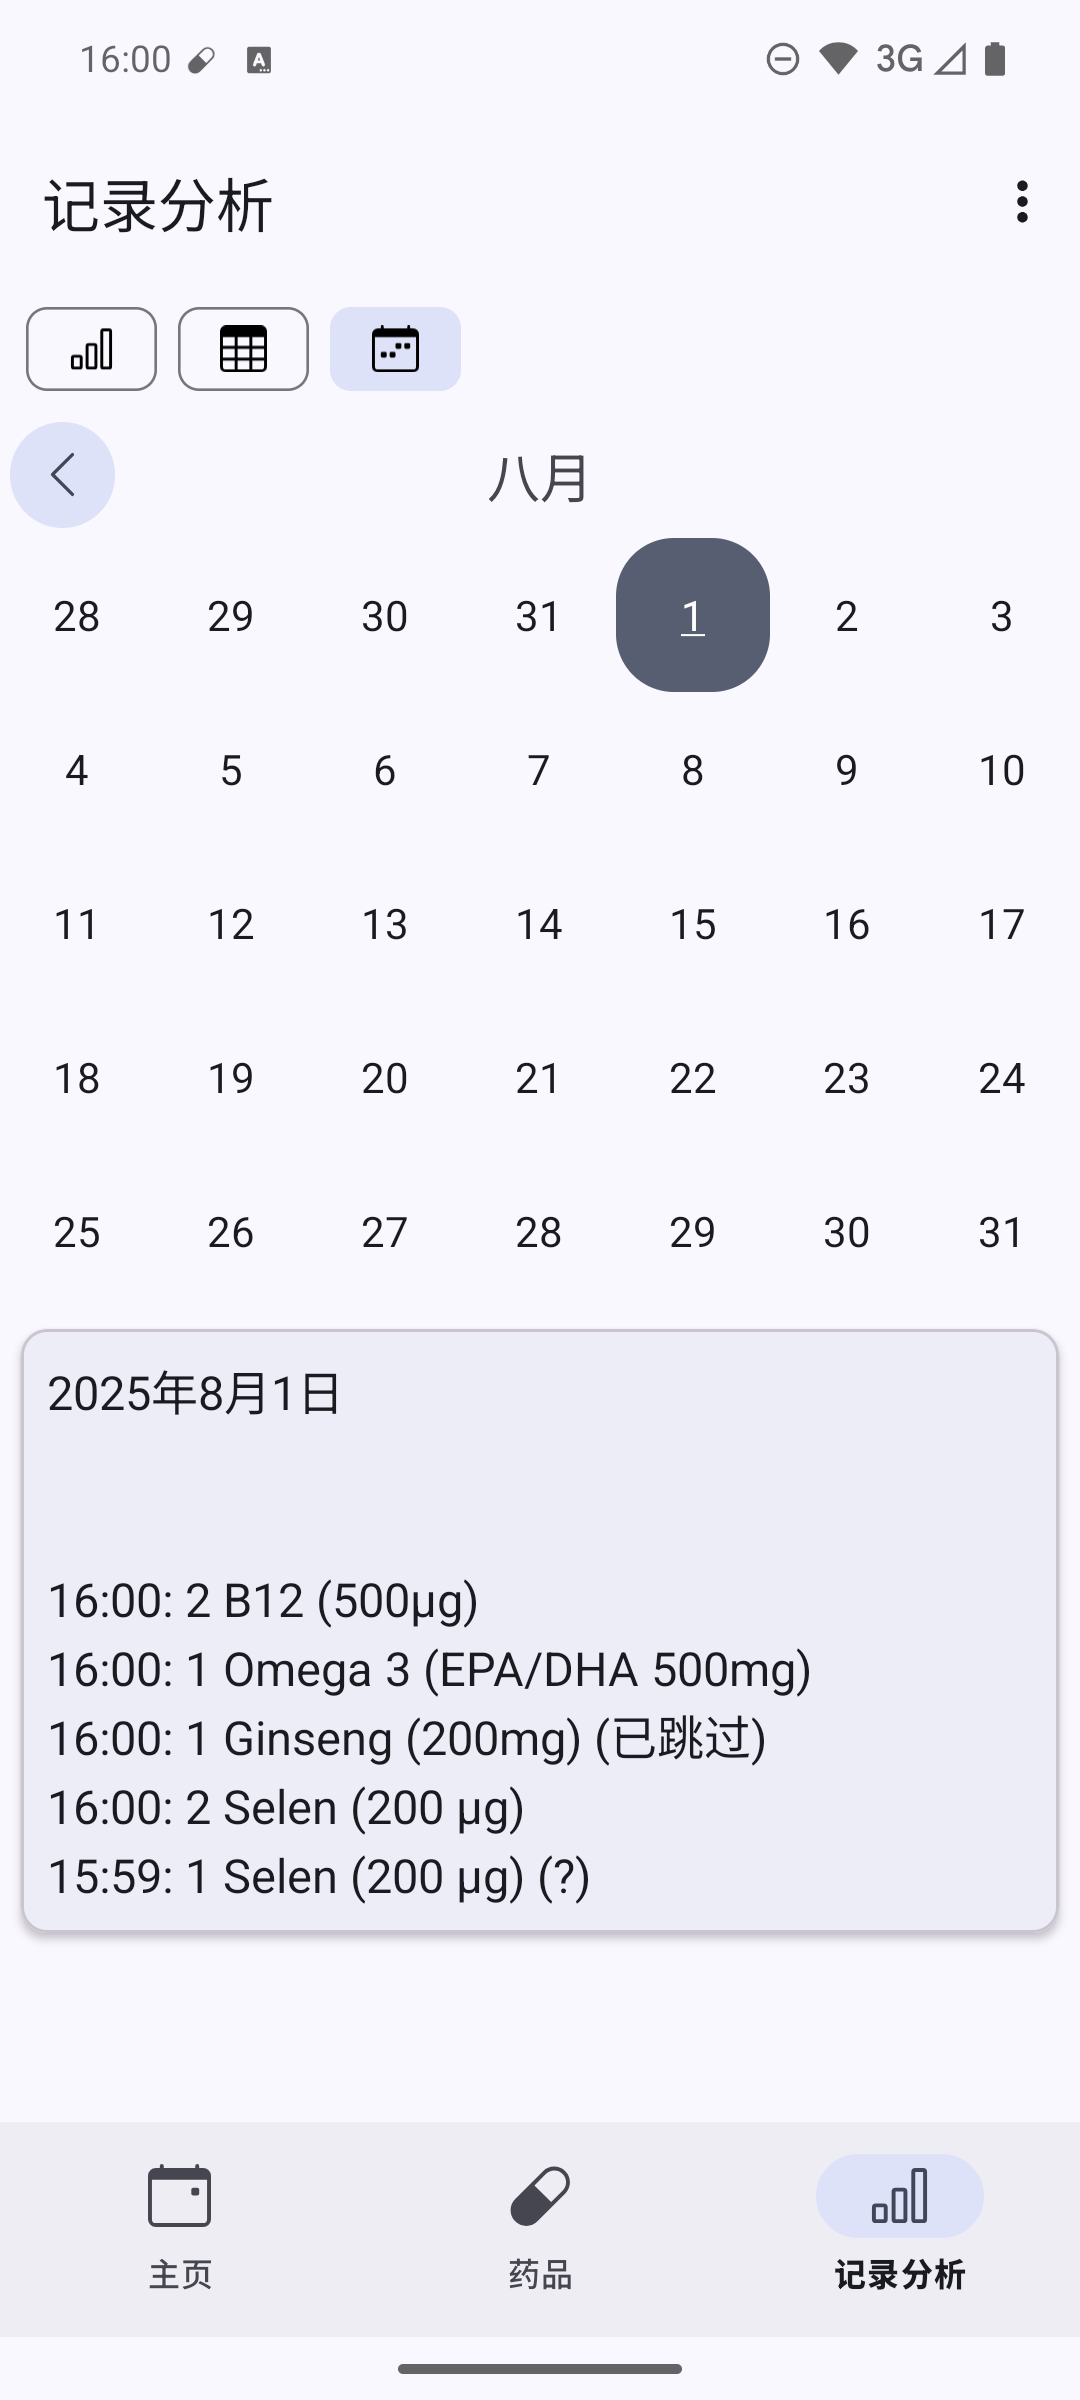 16:00
3G
记录分析
八月
28 29 30 31 1 2 3
4 5 6 7 8 9 10
11 12 13 14 15 16 17
18 19 20 21 22 23 24
25 26 27 28 29 30 31
2025年8月1日
16:00: 2 B12 (500µg)
16:00: 1 Omega 3 (EPA/DHA 500mg)
16:00: 1 Ginseng (200mg) (已跳过)
16:00: 2 Selen (200 µg)
15:59: 1 Selen (200 µg) (?)
主页 药品 记录分析